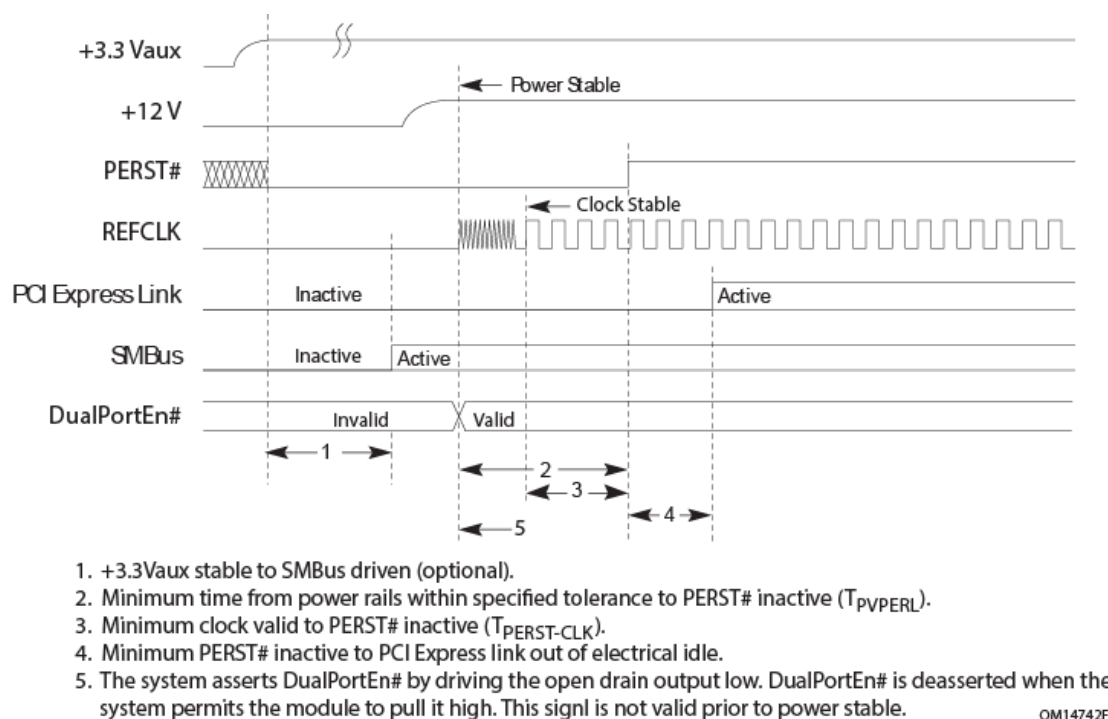 +3.3 Vaux
Power Stable
+12 V
PERST#
Clock Stable
REFCLK
PCI Express Link
Inactive
Active
SMBus
Inactive
Active
DualPortEn#
Invalid
Valid
1
2
3
4
5
1. +3.3Vaux stable to SMBus driven (optional).
2. Minimum time from power rails within specified tolerance to PERST# inactive (TPVPERL).
3. Minimum clock valid to PERST# inactive (TPERST-CLK).
4. Minimum PERST# inactive to PCI Express link out of electrical idle.
5. The system asserts DualPortEn# by driving the open drain output low. DualPortEn# is deasserted when the
system permits the module to pull it high. This signl is not valid prior to power stable.
OM14742B